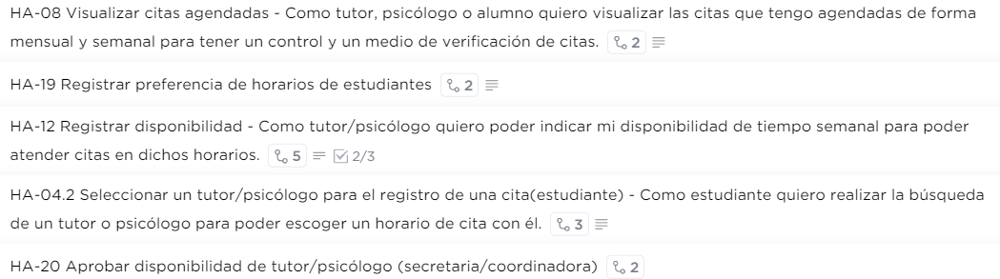 HA-08 Visualizar citas agendadas - Como tutor, psicólogo o alumno quiero visualizar las citas que tengo agendadas de forma
mensual y semanal para tener un control y un medio de verificación de citas. 2
HA-19 Registrar preferencia de horarios de estudiantes 2
HA-12 Registrar disponibilidad - Como tutor/psicólogo quiero poder indicar mi disponibilidad de tiempo semanal para poder
atender citas en dichos horarios. 5 2/3
HA-04.2 Seleccionar un tutor/psicólogo para el registro de una cita(estudiante) - Como estudiante quiero realizar la búsqueda
de un tutor o psicólogo para poder escoger un horario de cita con él. 3
HA-20 Aprobar disponibilidad de tutor/psicólogo (secretaria/coordinadora) 2